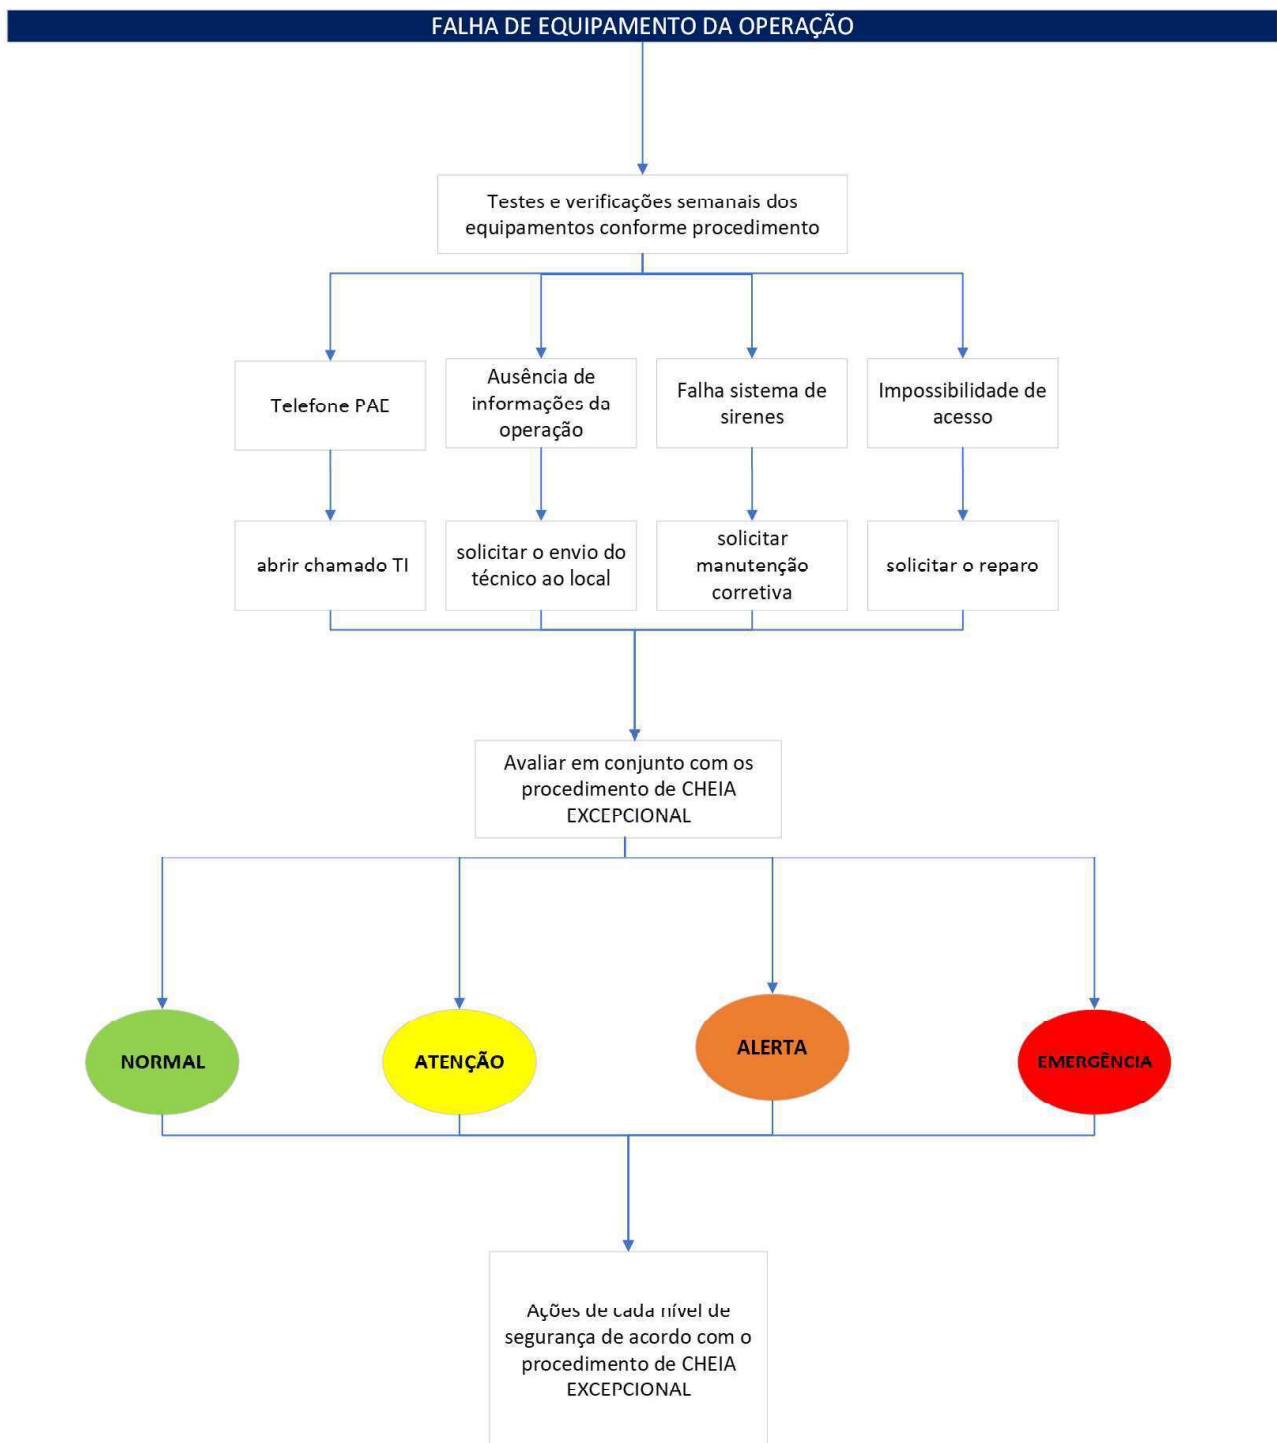 FALHA DE EQUIPAMENTO DA OPERAÇÃO
Testes e verificações semanais dos
equipamentos conforme procedimento
Telefone PAE
Ausência de
informações da
operação
Falha sistema de
sirenes
Impossibilidade de
acesso
abrir chamado TI
solicitar o envio do
técnico ao local
solicitar
manutenção
corretiva
solicitar o reparo
Avaliar em conjunto com os
procedimento de CHEIA
EXCEPCIONAL
NORMAL
ATENÇÃO
ALERTA
EMERGÊNCIA
Ações de cada nível de
segurança de acordo com o
procedimento de CHEIA
EXCEPCIONAL